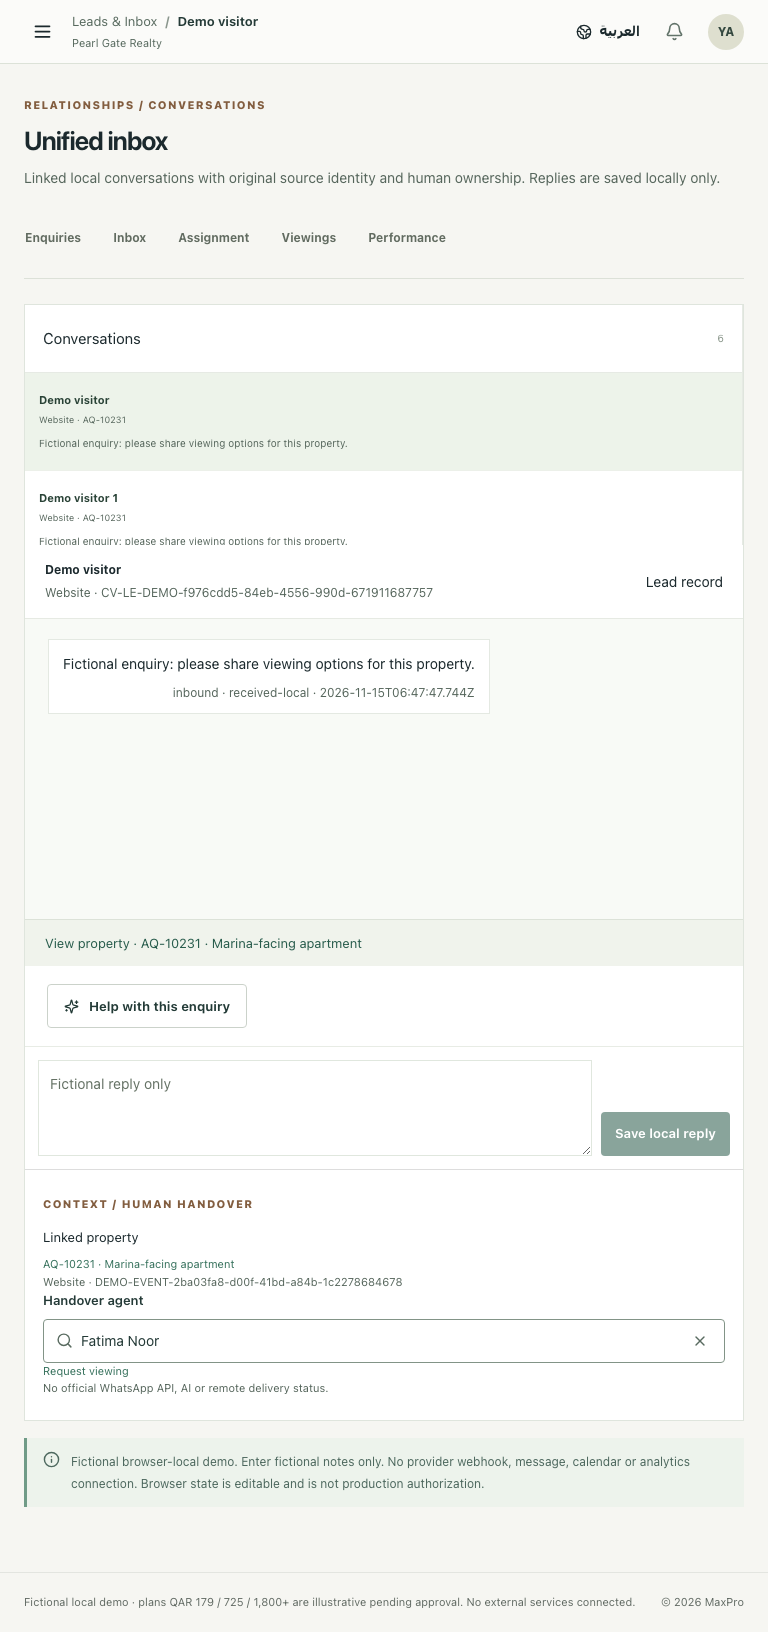 Leads & Inbox / Demo visitor
Pearl Gate Realty
العربية
YA
RELATIONSHIPS / CONVERSATIONS
Unified inbox
Linked local conversations with original source identity and human ownership. Replies are saved locally only.
Enquiries Inbox Assignment Viewings Performance
Conversations 6
Demo visitor
Website · AQ-10231
Fictional enquiry: please share viewing options for this property.
Demo visitor 1
Website · AQ-10231
Fictional enquiry: please share viewing options for this property.
Demo visitor
Website · CV-LE-DEMO-f976cdd5-84eb-4556-990d-671911687757
Lead record
Fictional enquiry: please share viewing options for this property.
inbound · received-local · 2026-11-15T06:47:47.744Z
View property · AQ-10231 · Marina-facing apartment
Help with this enquiry
Fictional reply only
Save local reply
CONTEXT / HUMAN HANDOVER
Linked property
AQ-10231 · Marina-facing apartment
Website · DEMO-EVENT-2ba03fa8-d00f-41bd-a84b-1c2278684678
Handover agent
Fatima Noor
Request viewing
No official WhatsApp API, AI or remote delivery status.
Fictional browser-local demo. Enter fictional notes only. No provider webhook, message, calendar or analytics
connection. Browser state is editable and is not production authorization.
Fictional local demo · plans QAR 179 / 725 / 1,800+ are illustrative pending approval. No external services connected.
© 2026 MaxPro